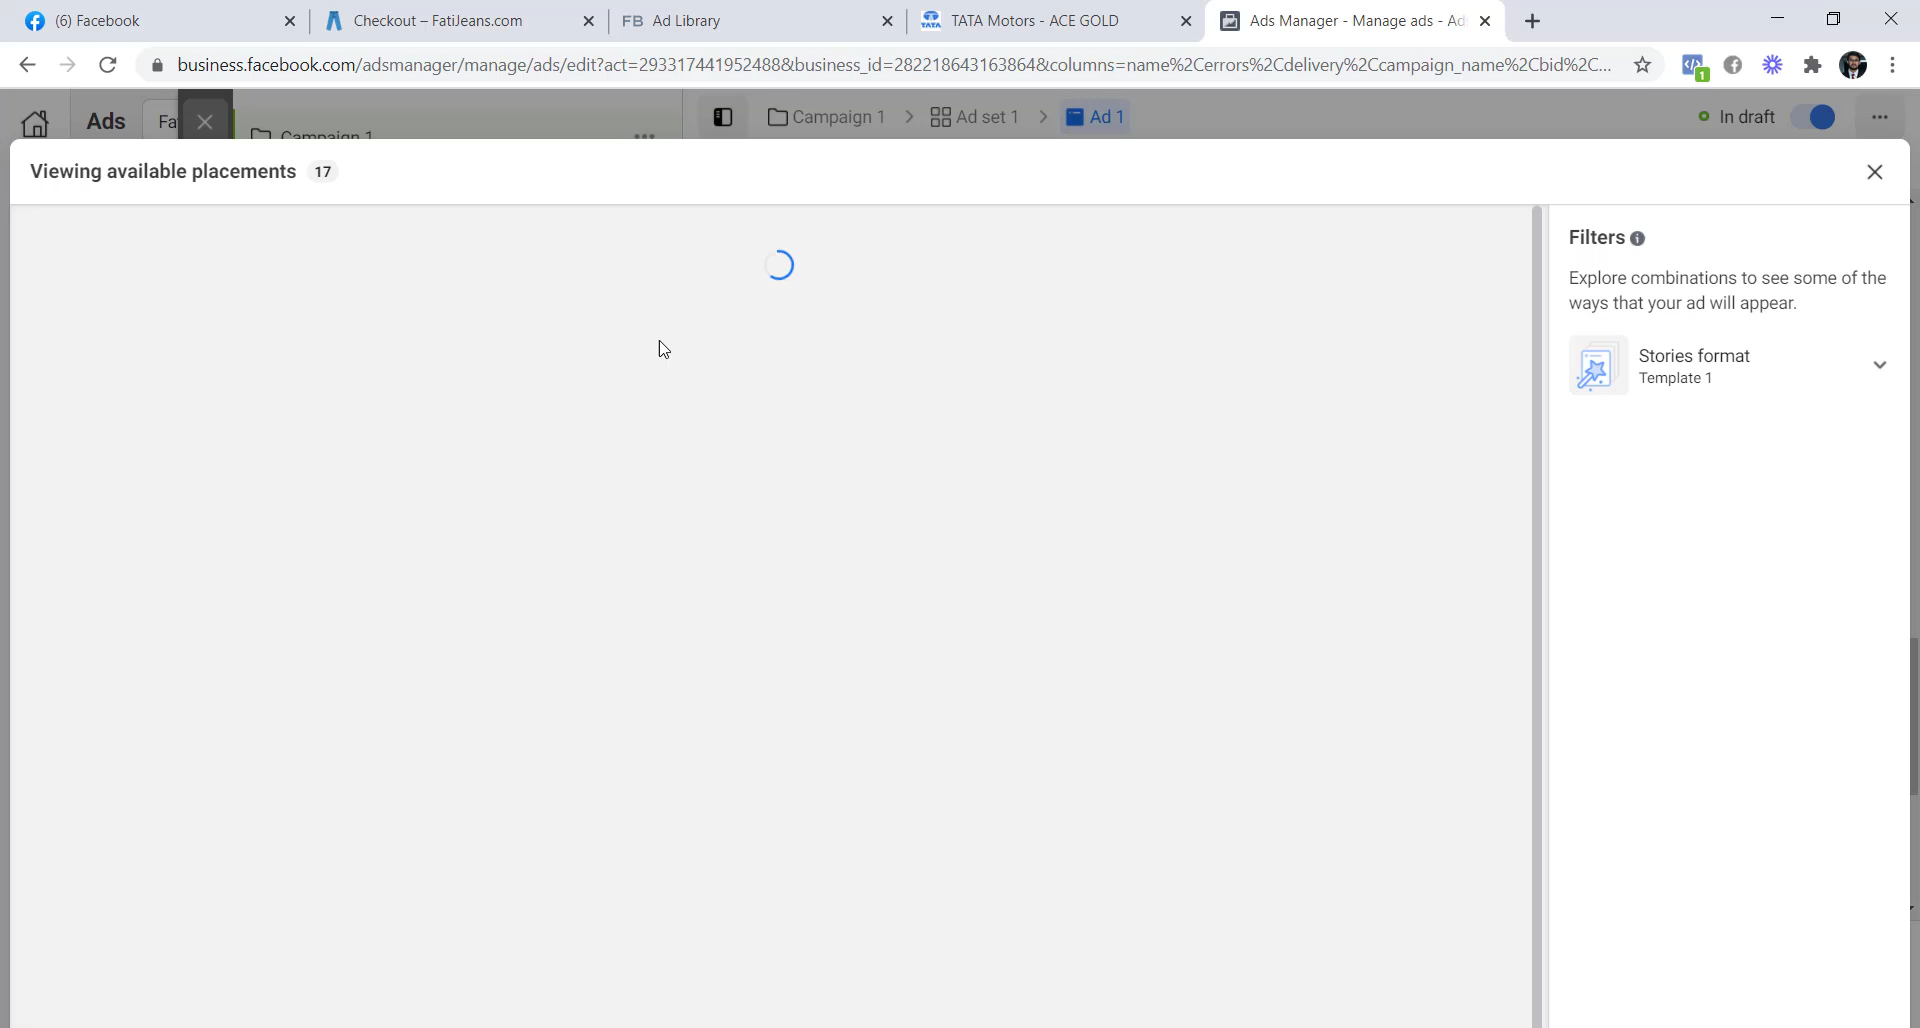 (6) Facebook
Checkout – FatiJeans.com
FB Ad Library
TATA Motors - ACE GOLD
Ads Manager - Manage ads - Ad
business.facebook.com/adsmanager/manage/ads/edit?act=293317441952488&business_id=282218643163864&columns=name%2Cerrors%2Cdelivery%2Ccampaign_name%2Cbid%2C...
1
Ads
Fa
Campaign 1
Campaign 1
Ad set 1
Ad 1
In draft
Viewing available placements 17
Filters
Explore combinations to see some of the
ways that your ad will appear.
Stories format
Template 1